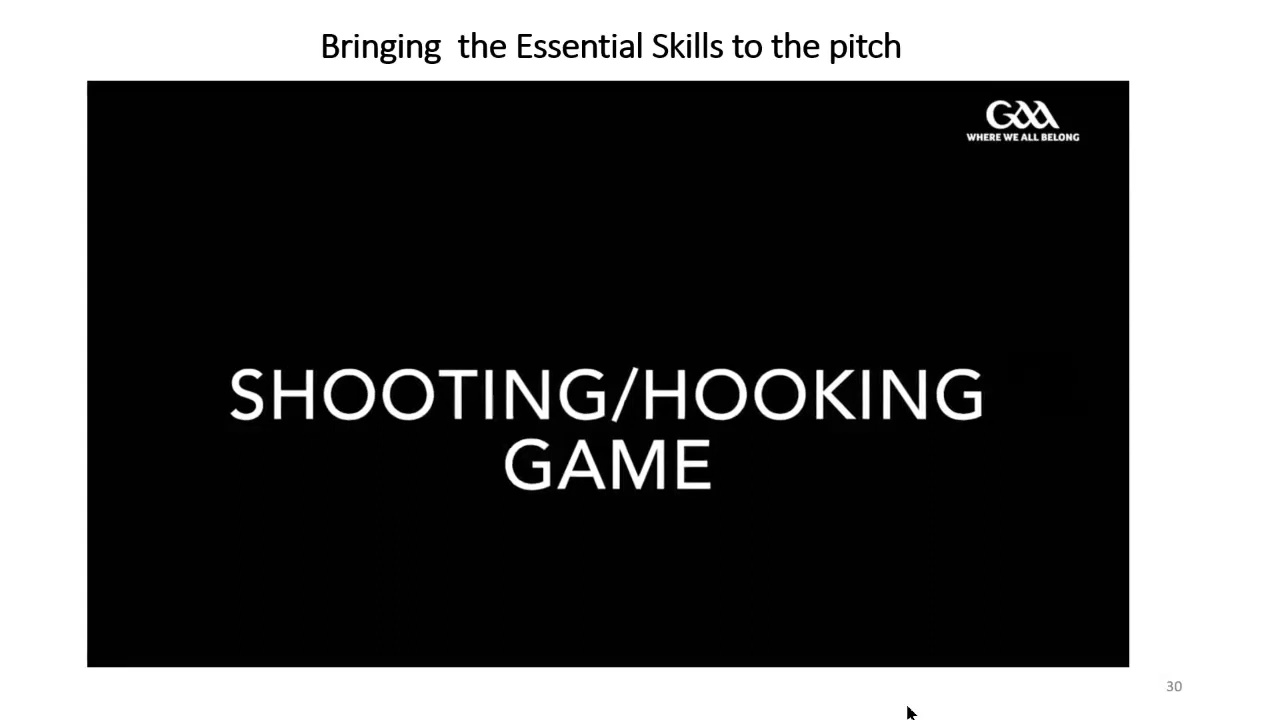 Bringing  the Essential Skills to the pitch
GAA
WHERE WE ALL BELONG
SHOOTING/HOOKING
GAME
30